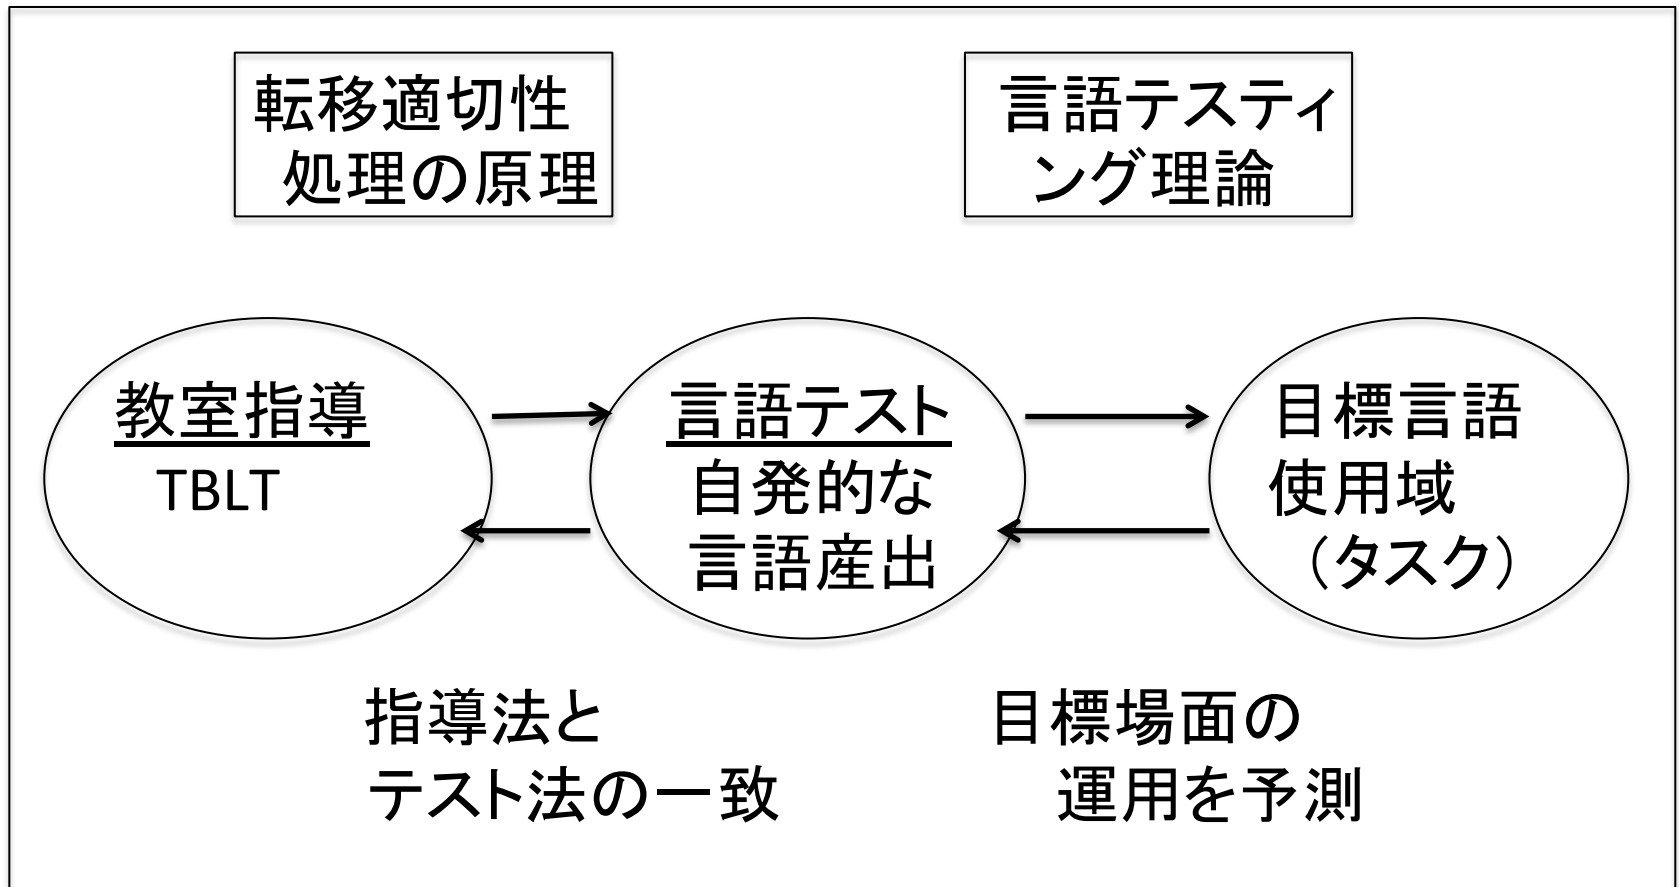 転移適切性
処理の原理
言語テスティ
ング理論
教室指導
TBLT
言語テスト
自発的な
言語産出
目標言語
使用域
（タスク）
指導法と
テスト法の一致
目標場面の
運用を予測